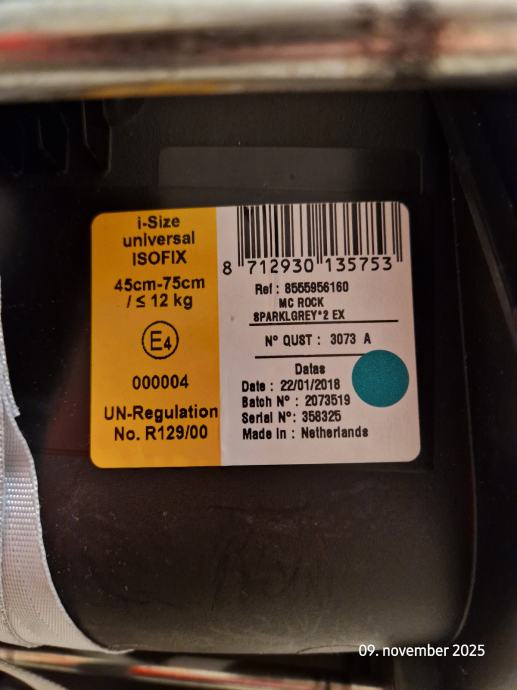 i-Size
universal
ISOFIX
45cm-75cm
/ ≤ 12 kg
E4
000004
UN-Regulation
No. R129/00
8 712930 135753
Ref : 8555956160
MC ROCK
SPARKLGREY*2 EX
N° QUST : 3073 A
Datas
Date : 22/01/2018
Batch N° : 2073519
Serial N°: 358325
Made in : Netherlands
09. november 2025